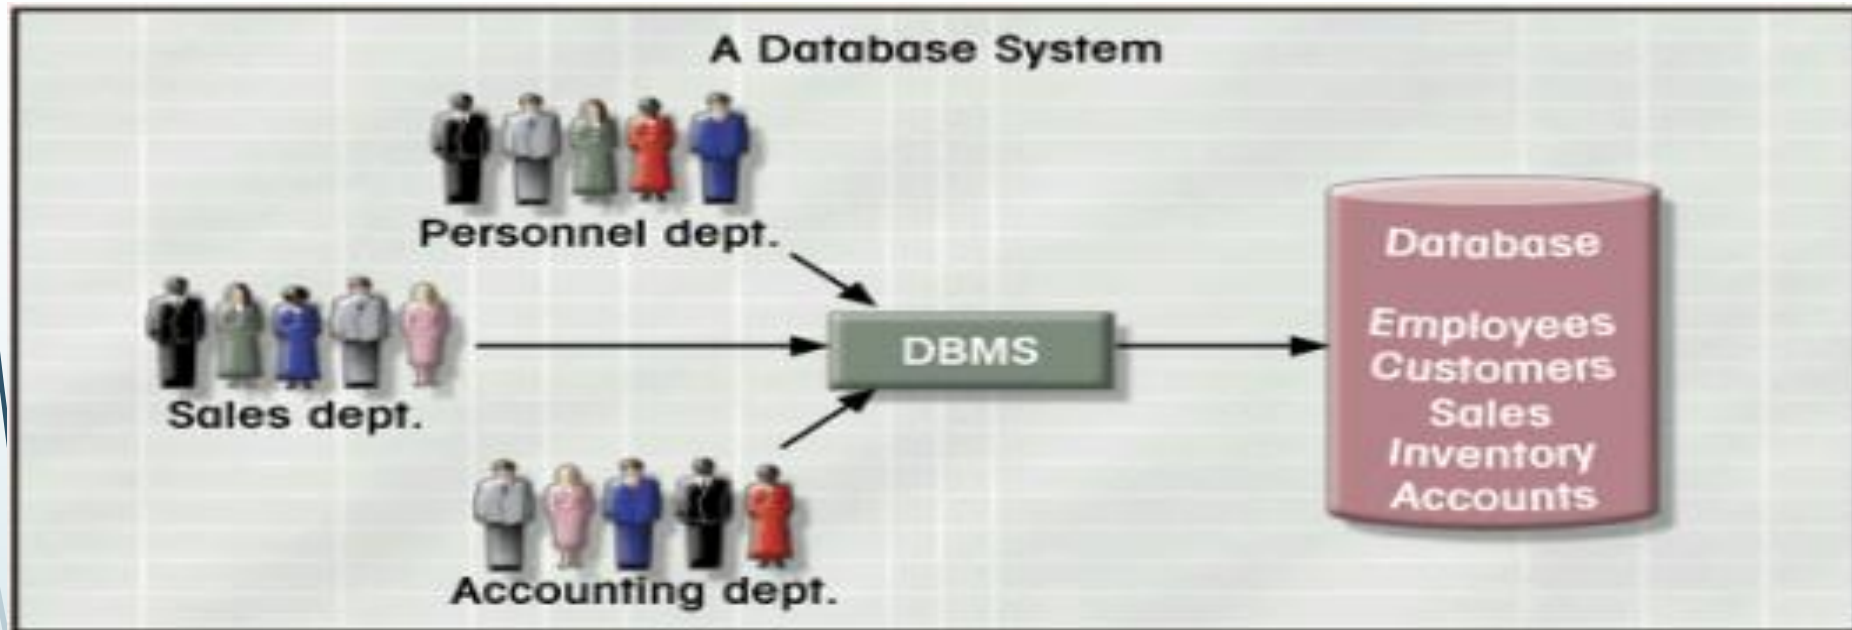 A Database System
Personnel dept.
Sales dept.
Accounting dept.
DBMS
Database
Employees
Customers
Sales
Inventory
Accounts